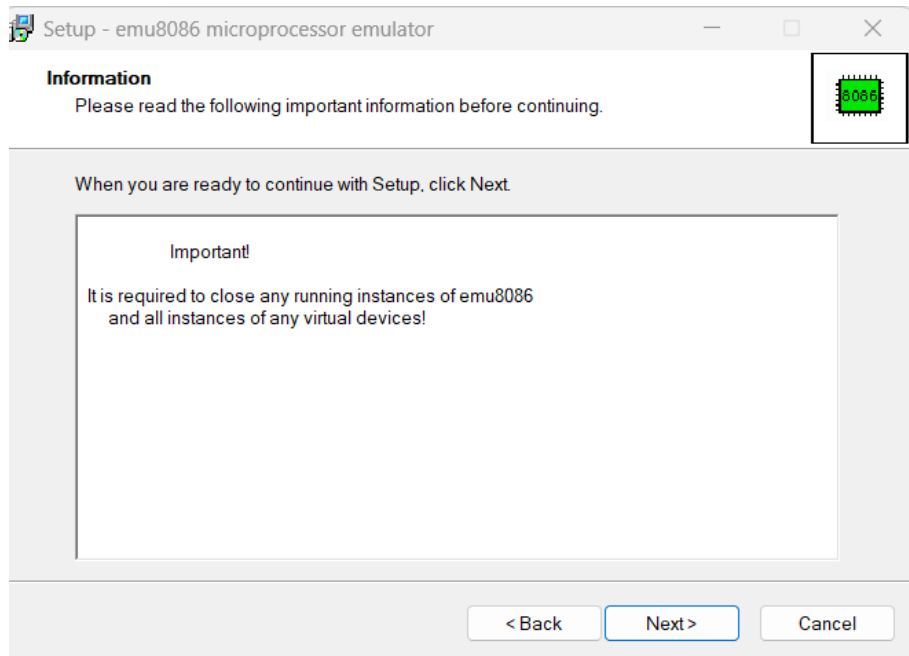 Setup - emu8086 microprocessor emulator
Information
Please read the following important information before continuing.
8086
When you are ready to continue with Setup, click Next.
Important!
It is required to close any running instances of emu8086
and all instances of any virtual devices!
< Back
Next >
Cancel